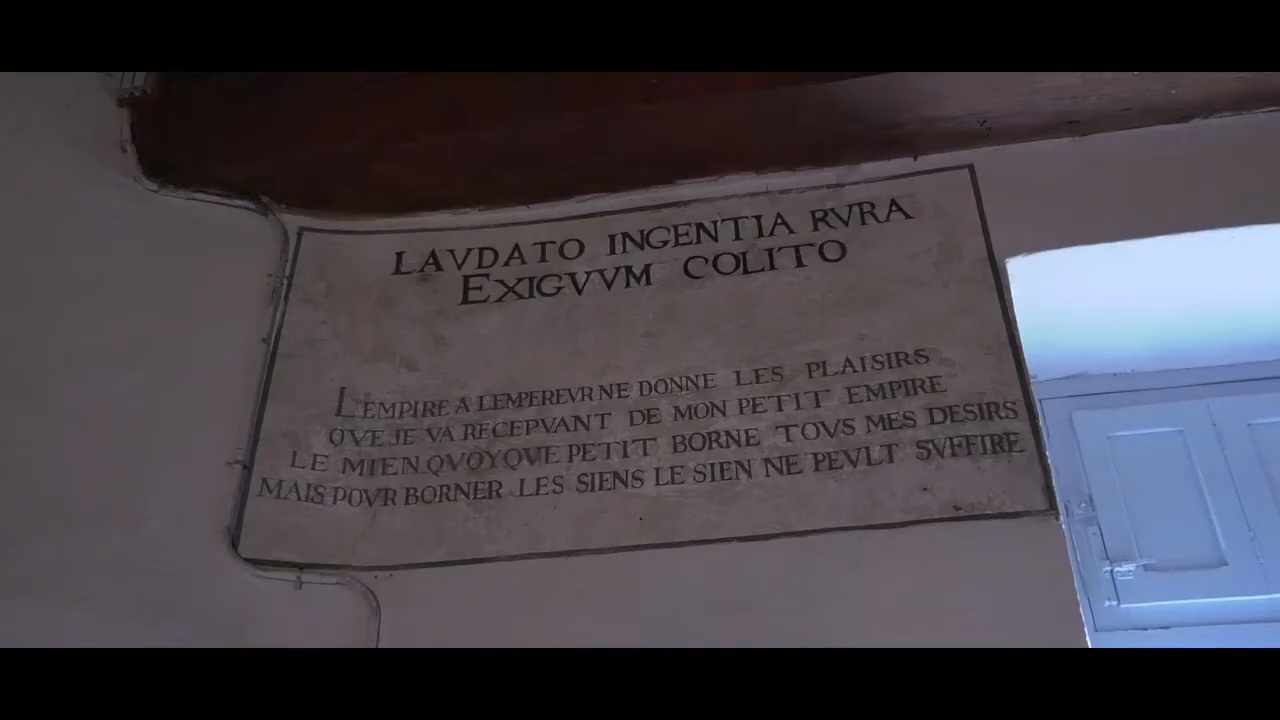 LAVDATO INGENTIA RVRA
EXIGVVM COLITO
L'EMPIRE A LEMPEREVR NE DONNE LES PLAISIRS
QVE JE VA RECEPVANT DE MON PETIT EMPIRE
LE MIEN QVOYQVE PETIT BORNE TOVS MES DESIRS
MAIS POVR BORNER LES SIENS LE SIEN NE PEVLT SVFFIRE